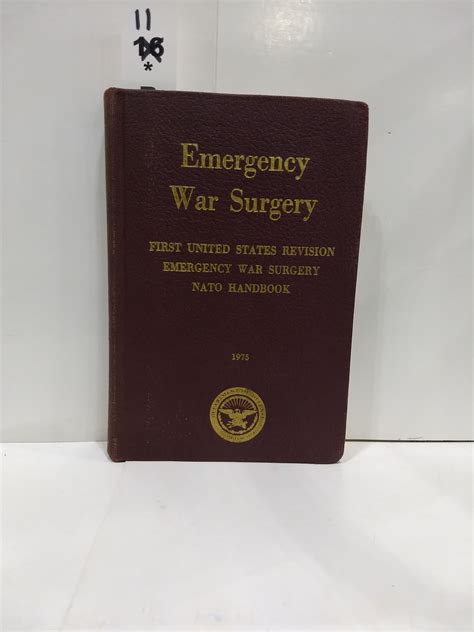 11
*
Emergency
War Surgery
FIRST UNITED STATES REVISION
EMERGENCY WAR SURGERY
NATO HANDBOOK
1975